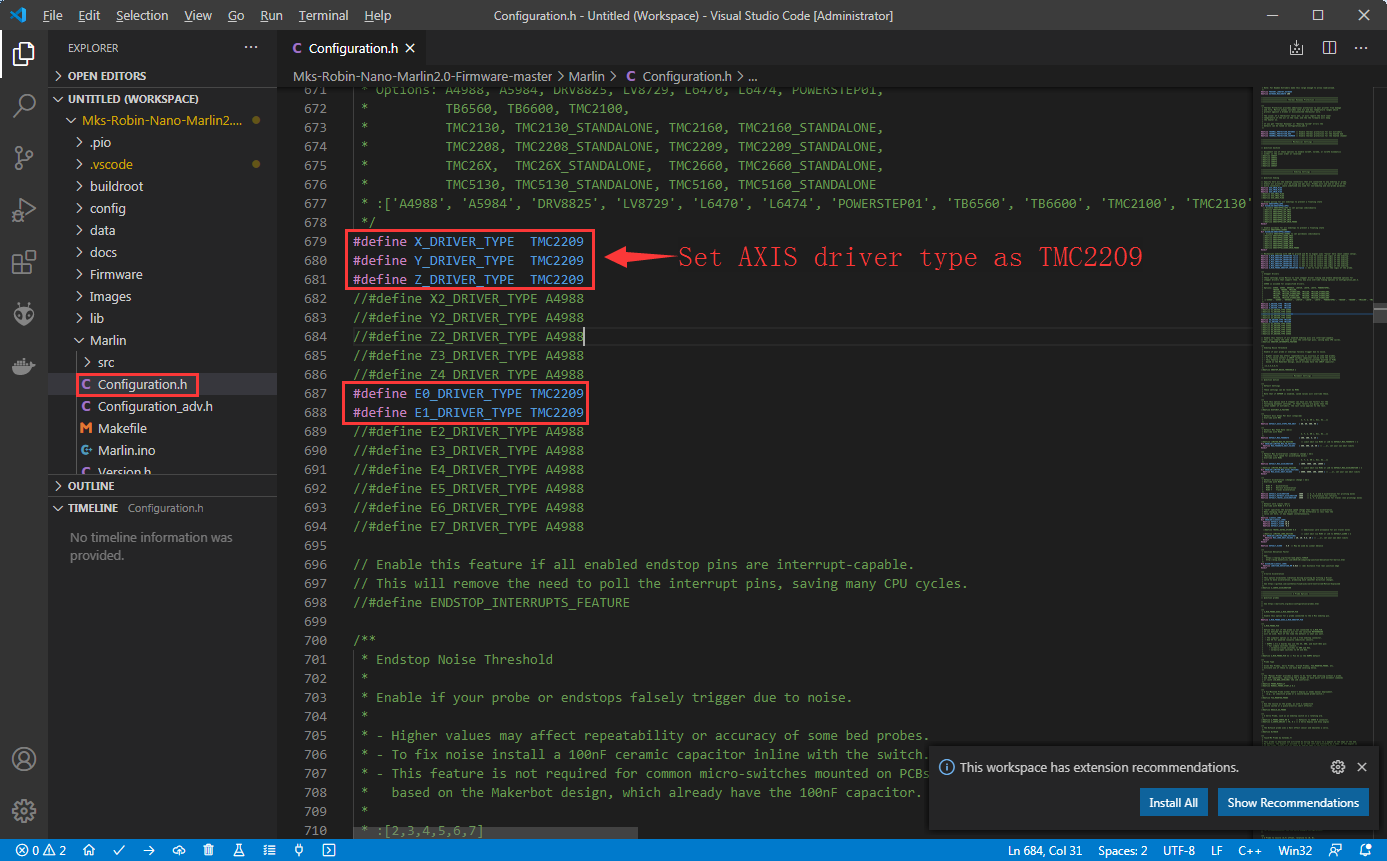 File Edit Selection View Go Run Terminal Help
Configuration.h - Untitled (Workspace) - Visual Studio Code [Administrator]
EXPLORER
OPEN EDITORS
UNTITLED (WORKSPACE)
Mks-Robin-Nano-Marlin2....
.pio
.vscode
buildroot
config
data
docs
Firmware
Images
lib
Marlin
src
C Configuration.h
C Configuration_adv.h
M Makefile
Marlin.ino
C Version.h
OUTLINE
TIMELINE Configuration.h
No timeline information was
provided.
C Configuration.h
Mks-Robin-Nano-Marlin2.0-Firmware-master > Marlin > C Configuration.h > ...
671 * Options: A4988, A5984, DRV8825, LV8729, L6470, L6474, POWERSTEP01,
672 * TB6560, TB6600, TMC2100,
673 * TMC2130, TMC2130_STANDALONE, TMC2160, TMC2160_STANDALONE,
674 * TMC2208, TMC2208_STANDALONE, TMC2209, TMC2209_STANDALONE,
675 * TMC26X, TMC26X_STANDALONE, TMC2660, TMC2660_STANDALONE,
676 * TMC5130, TMC5130_STANDALONE, TMC5160, TMC5160_STANDALONE
677 * :['A4988', 'A5984', 'DRV8825', 'LV8729', 'L6470', 'L6474', 'POWERSTEP01', 'TB6560', 'TB6600', 'TMC2100', 'TMC2130'
678 */
679 #define X_DRIVER_TYPE TMC2209
680 #define Y_DRIVER_TYPE TMC2209
681 #define Z_DRIVER_TYPE TMC2209
Set AXIS driver type as TMC2209
682 //#define X2_DRIVER_TYPE A4988
683 //#define Y2_DRIVER_TYPE A4988
684 //#define Z2_DRIVER_TYPE A4988
685 //#define Z3_DRIVER_TYPE A4988
686 //#define Z4_DRIVER_TYPE A4988
687 #define E0_DRIVER_TYPE TMC2209
688 #define E1_DRIVER_TYPE TMC2209
689 //#define E2_DRIVER_TYPE A4988
690 //#define E3_DRIVER_TYPE A4988
691 //#define E4_DRIVER_TYPE A4988
692 //#define E5_DRIVER_TYPE A4988
693 //#define E6_DRIVER_TYPE A4988
694 //#define E7_DRIVER_TYPE A4988
695
696 // Enable this feature if all enabled endstop pins are interrupt-capable.
697 // This will remove the need to poll the interrupt pins, saving many CPU cycles.
698 //#define ENDSTOP_INTERRUPTS_FEATURE
699
700 /**
701 * Endstop Noise Threshold
702 *
703 * Enable if your probe or endstops falsely trigger due to noise.
704 *
705 * - Higher values may affect repeatability or accuracy of some bed probes.
706 * - To fix noise install a 100nF ceramic capacitor inline with the switch.
707 * - This feature is not required for common micro-switches mounted on PCBs
708 * based on the Makerbot design, which already have the 100nF capacitor.
709 *
710 * :[2,3,4,5,6,7]
This workspace has extension recommendations.
Install All Show Recommendations
0 2
Ln 684, Col 31 Spaces: 2 UTF-8 LF C++ Win32